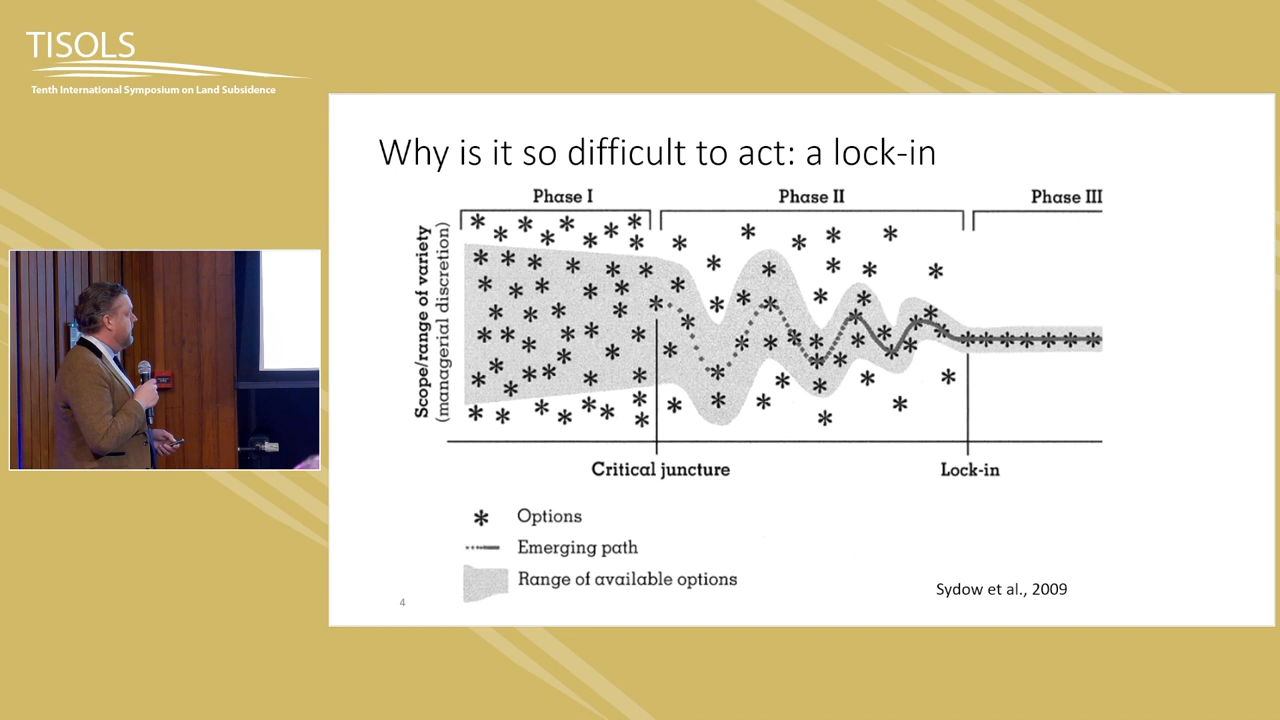 TISOLS
Tenth International Symposium on Land Subsidence
Why is it so difficult to act: a lock-in
Phase I
Phase II
Phase III
Scope/range of variety
(managerial discretion)
Critical juncture
Lock-in
Options
Emerging path
Range of available options
Sydow et al., 2009
4